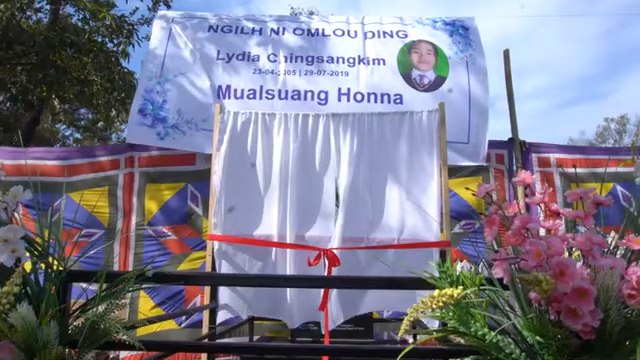 NGILH NI OMLOU DING
Lydia Chingsangkim
23-04-2005 | 29-07-2019
Mualsuang Honna